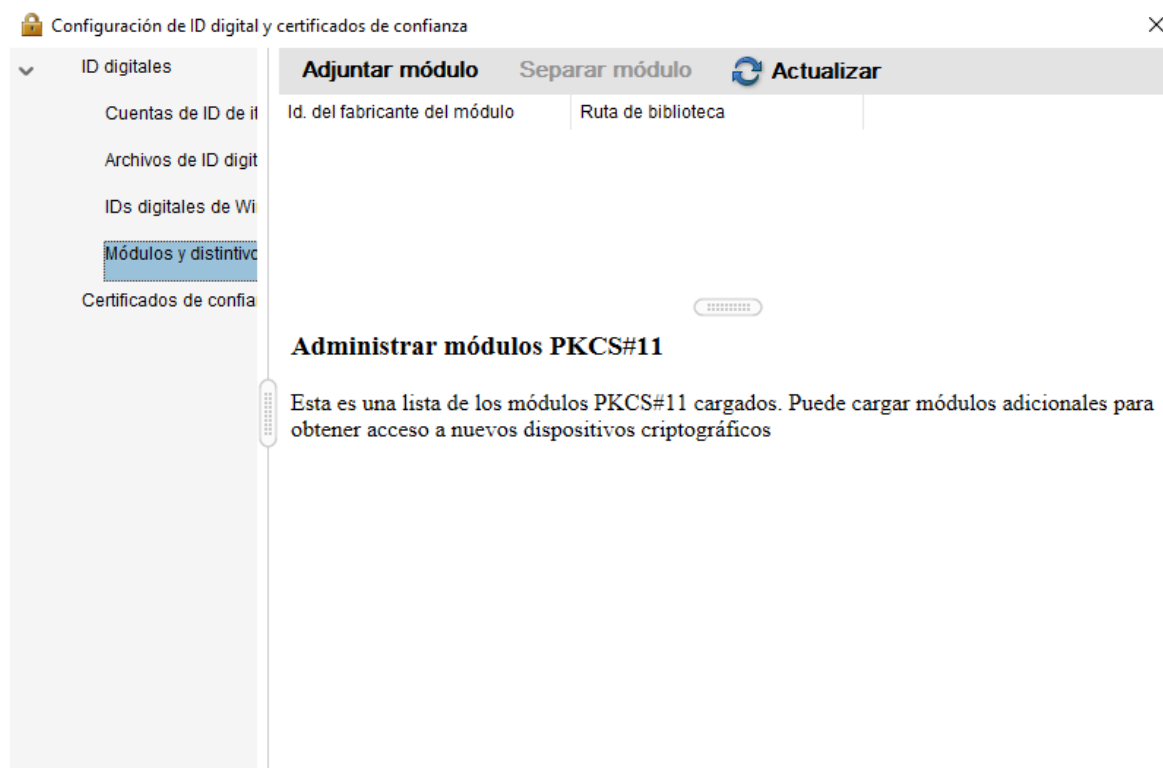 Configuración de ID digital y certificados de confianza
ID digitales
Cuentas de ID de it
Archivos de ID digit
IDs digitales de Wi
Módulos y distintivo
Certificados de confia
Adjuntar módulo Separar módulo Actualizar
Id. del fabricante del módulo Ruta de biblioteca
Administrar módulos PKCS#11
Esta es una lista de los módulos PKCS#11 cargados. Puede cargar módulos adicionales para
obtener acceso a nuevos dispositivos criptográficos